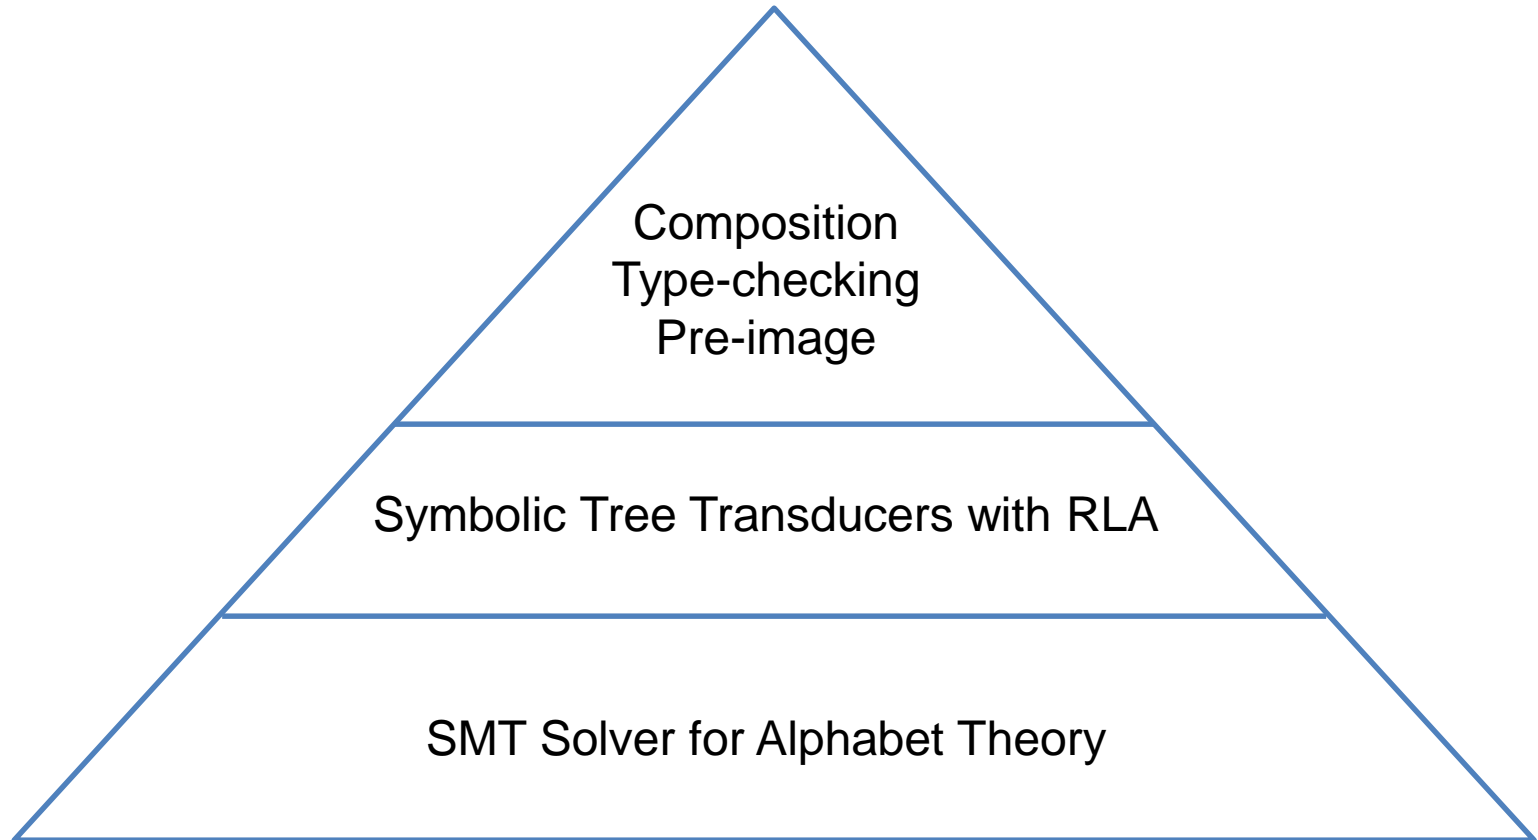 Composition
Type-checking
Pre-image
Symbolic Tree Transducers with RLA
SMT Solver for Alphabet Theory